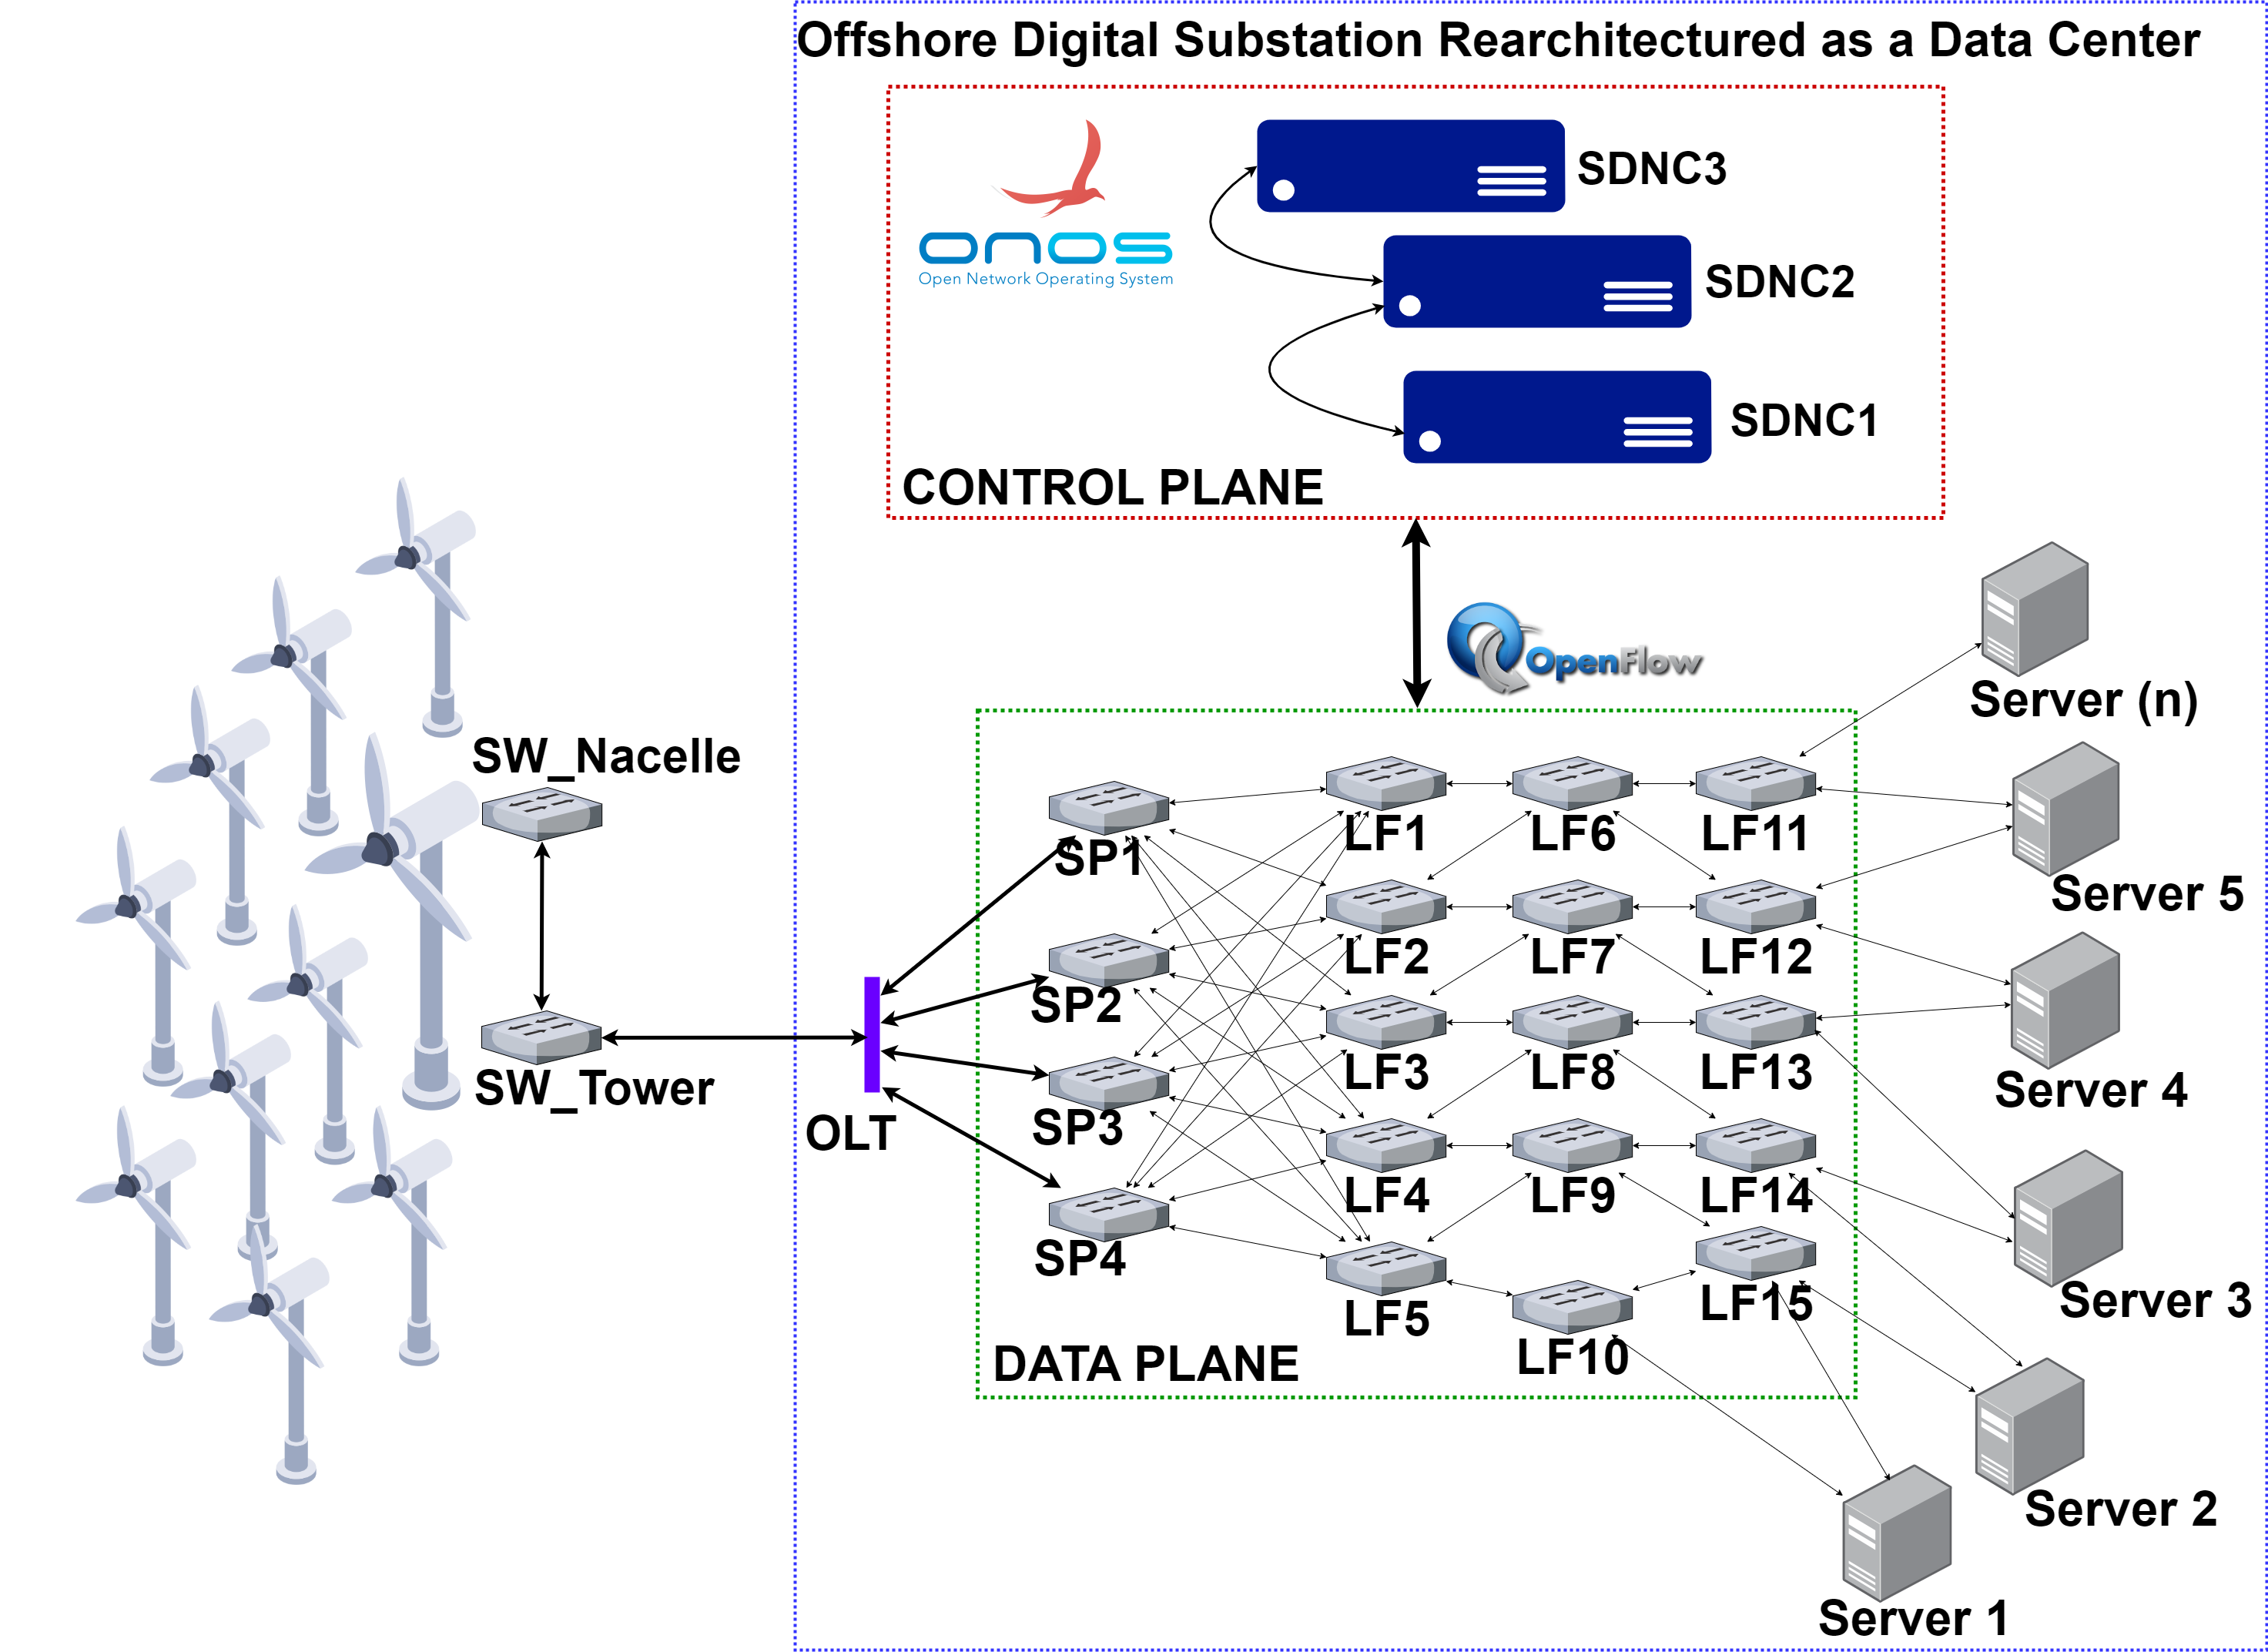 Offshore Digital Substation Rearchitectured as a Data Center
onos
Open Network Operating System
SDNC3
SDNC2
SDNC1
CONTROL PLANE
OpenFlow
Server (n)
SW_Nacelle
SW_Tower
OLT
SP1
SP2
SP3
SP4
LF1
LF6
LF11
LF2
LF7
LF12
LF3
LF8
LF13
LF4
LF9
LF14
LF5
LF10
LF15
DATA PLANE
Server 5
Server 4
Server 3
Server 2
Server 1